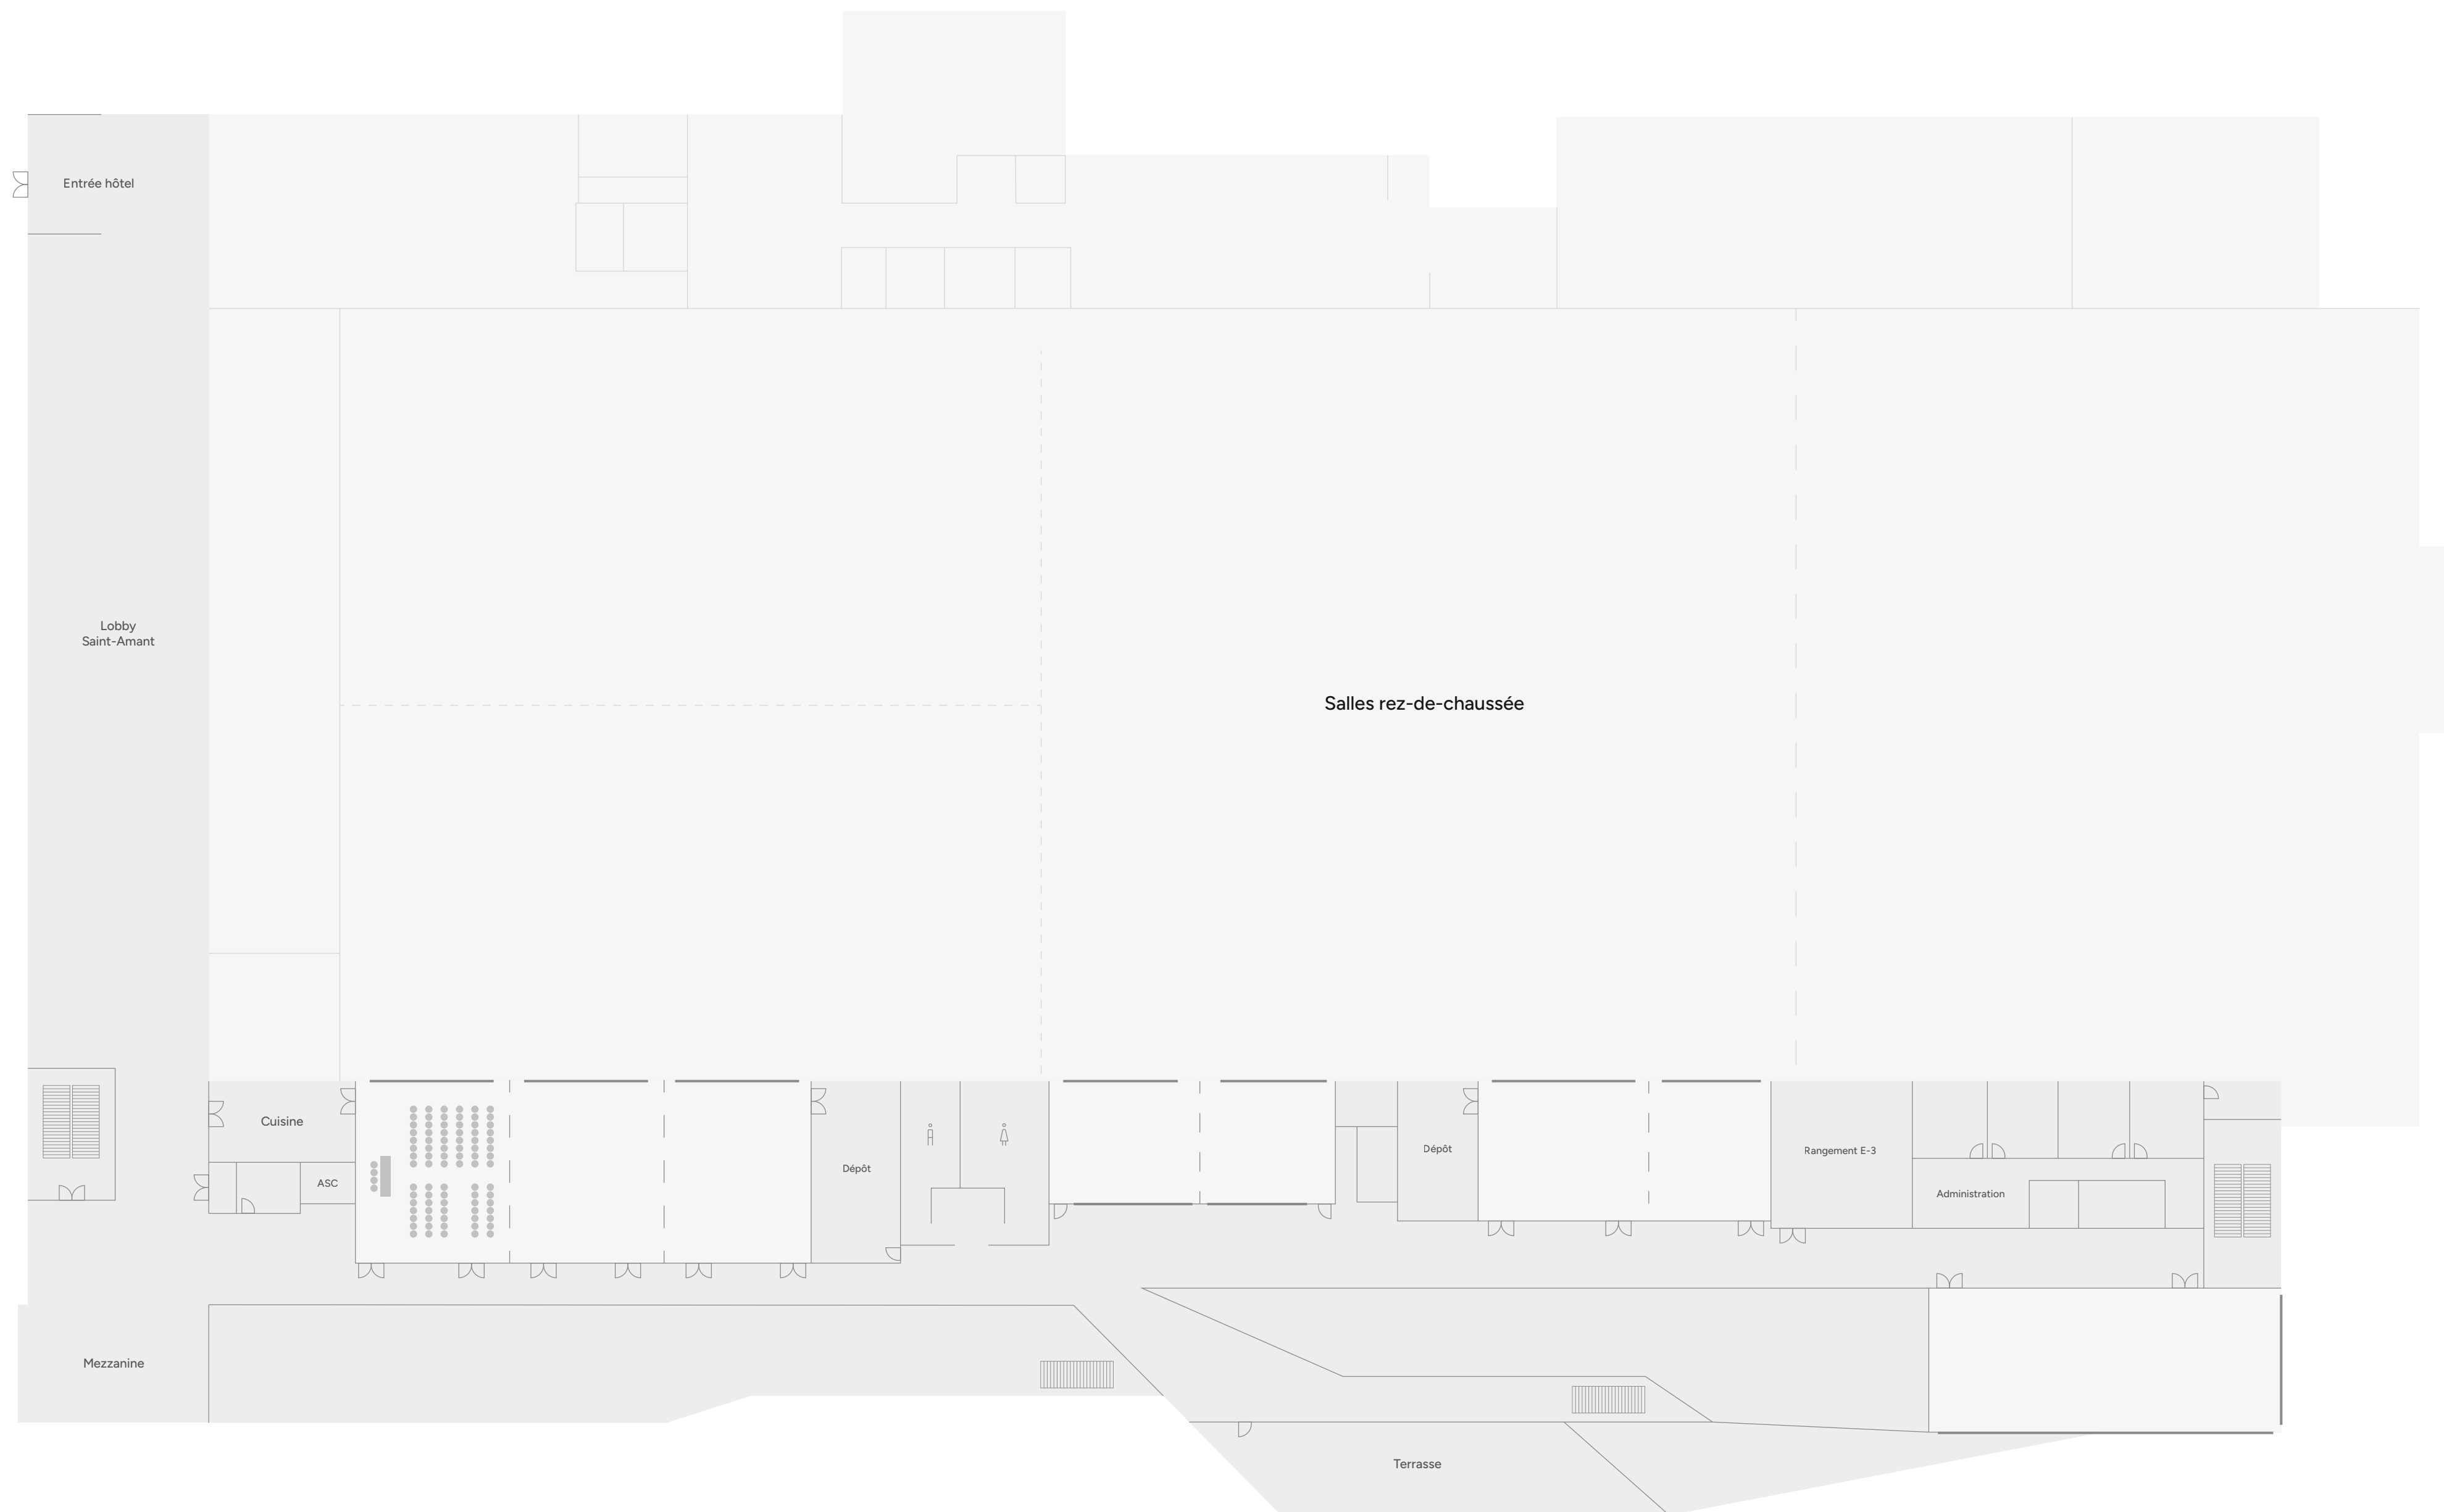 Entrée hôtel
Lobby
Saint-Amant
Salles rez-de-chaussée
Cuisine
ASC
Dépôt
Dépôt
Rangement E-3
Administration
Mezzanine
Terrasse